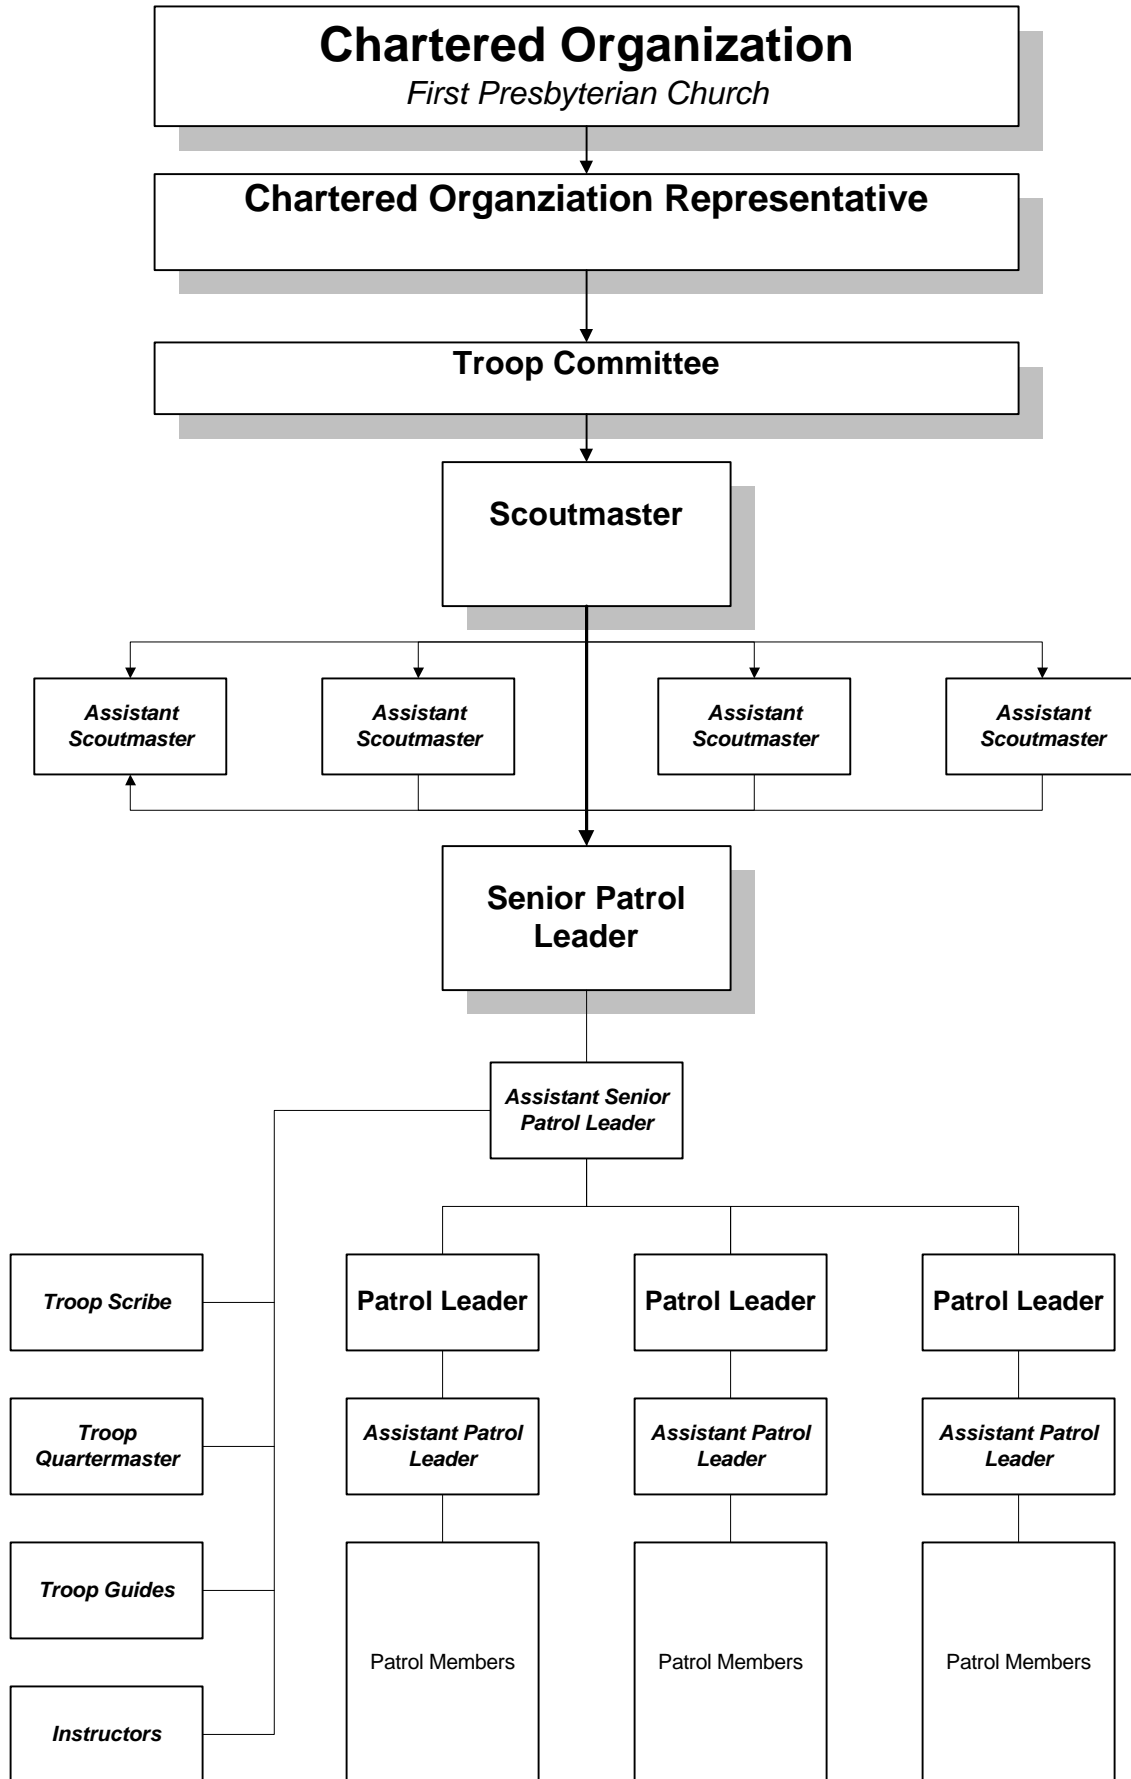 Chartered Organization
First Presbyterian Church
Chartered Organziation Representative
Troop Committee
Scoutmaster
Assistant
Scoutmaster
Assistant
Scoutmaster
Assistant
Scoutmaster
Assistant
Scoutmaster
Senior Patrol
Leader
Assistant Senior
Patrol Leader
Troop Scribe
Patrol Leader
Patrol Leader
Patrol Leader
Troop
Quartermaster
Assistant Patrol
Leader
Assistant Patrol
Leader
Assistant Patrol
Leader
Troop Guides
Patrol Members
Patrol Members
Patrol Members
Instructors